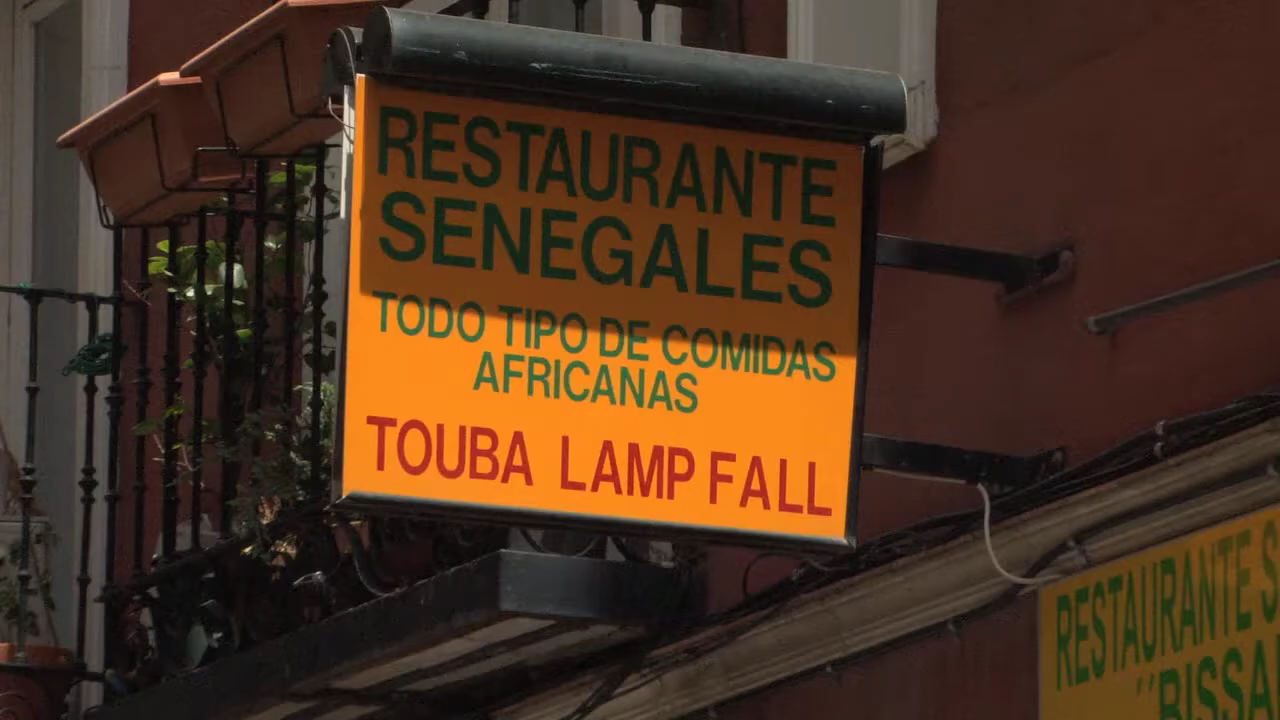 RESTAURANTE
SENEGALES
TODO TIPO DE COMIDAS
AFRICANAS
TOUBA LAMP FALL
RESTAURANTE